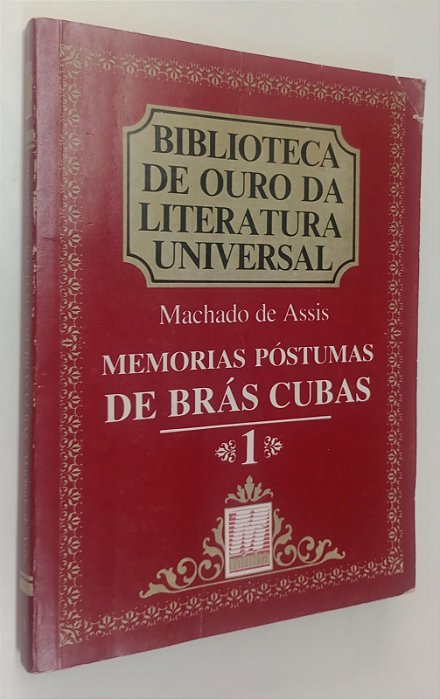 BIBLIOTECA
DE OURO DA
LITERATURA
UNIVERSAL
Machado de Assis
MEMORIAS PÓSTUMAS
DE BRÁS CUBAS
1